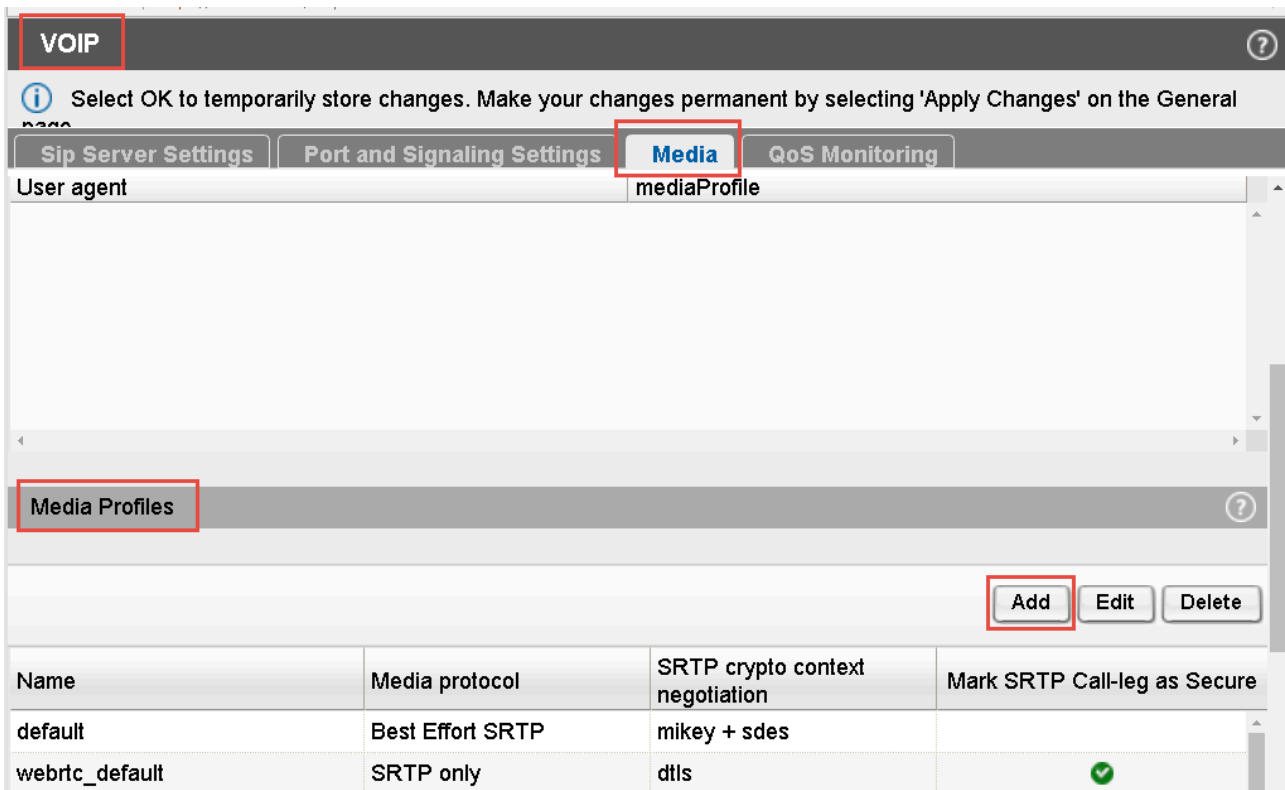 VOIP
?
i Select OK to temporarily store changes. Make your changes permanent by selecting 'Apply Changes' on the General
page
Sip Server Settings Port and Signaling Settings Media QoS Monitoring
User agent mediaProfile
Media Profiles
?
Add Edit Delete
Name Media protocol SRTP crypto context negotiation Mark SRTP Call-leg as Secure
default Best Effort SRTP mikey + sdes
webrtc_default SRTP only dtls